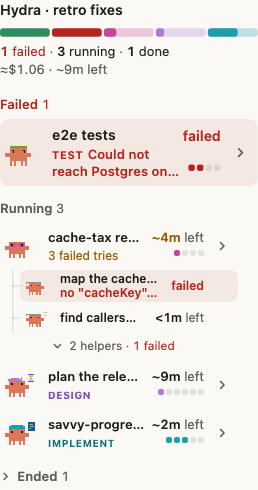 Hydra · retro fixes
1 failed · 3 running · 1 done
≈$1.06 · ~9m left
Failed 1
e2e tests failed
TEST Could not
reach Postgres on...
Running 3
cache-tax re... ~4m left
3 failed tries
map the cache... failed
no "cacheKey"...
find callers... <1m left
2 helpers · 1 failed
plan the rele... ~9m left
DESIGN
savvy-progre... ~2m left
IMPLEMENT
Ended 1